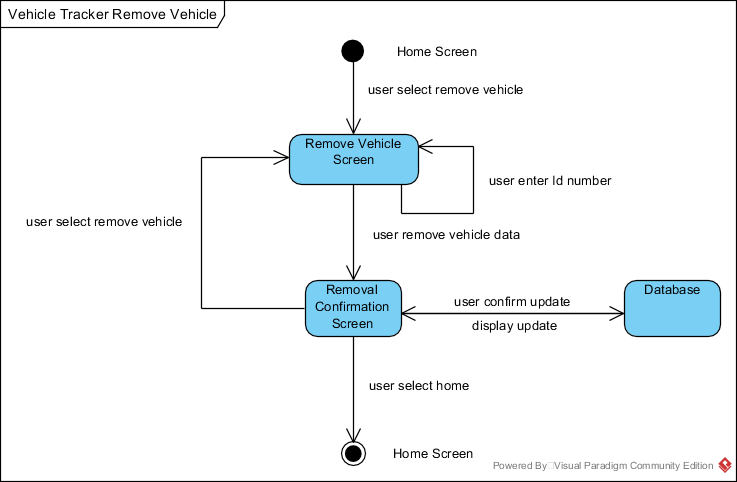 Vehicle Tracker Remove Vehicle
Home Screen
user select remove vehicle
Remove Vehicle
Screen
user enter Id number
user select remove vehicle
user remove vehicle data
Removal
Confirmation
Screen
user confirm update
display update
Database
user select home
Home Screen
Powered By Visual Paradigm Community Edition